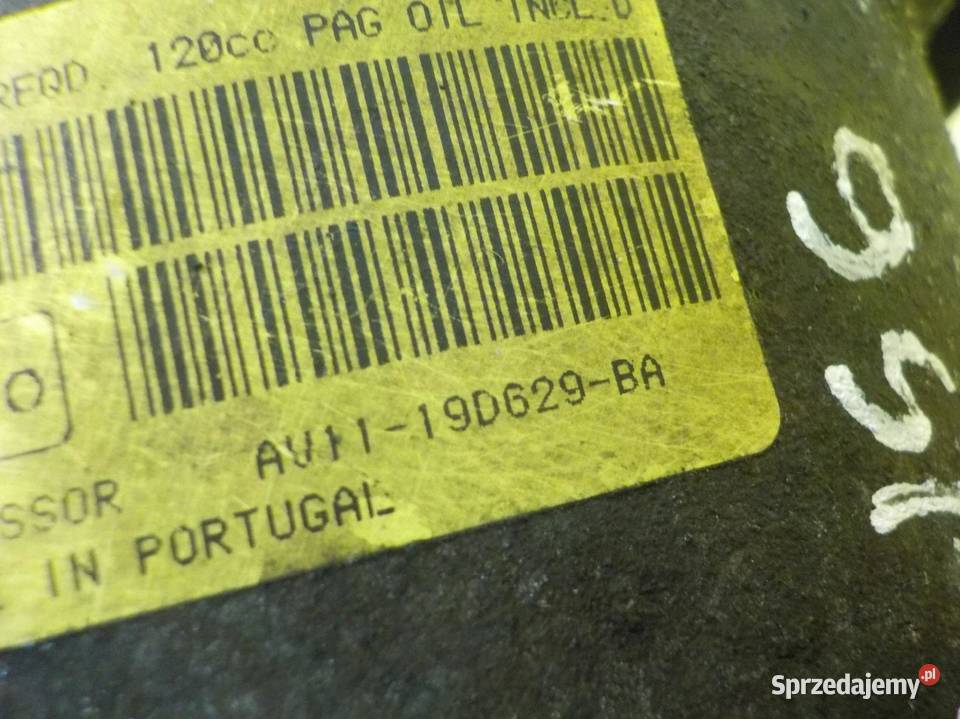 REQD. 120cc PAG OIL INCL.D
AV11-19D629-BA
SSOR
IN PORTUGAL
Sprzedajemy.pl